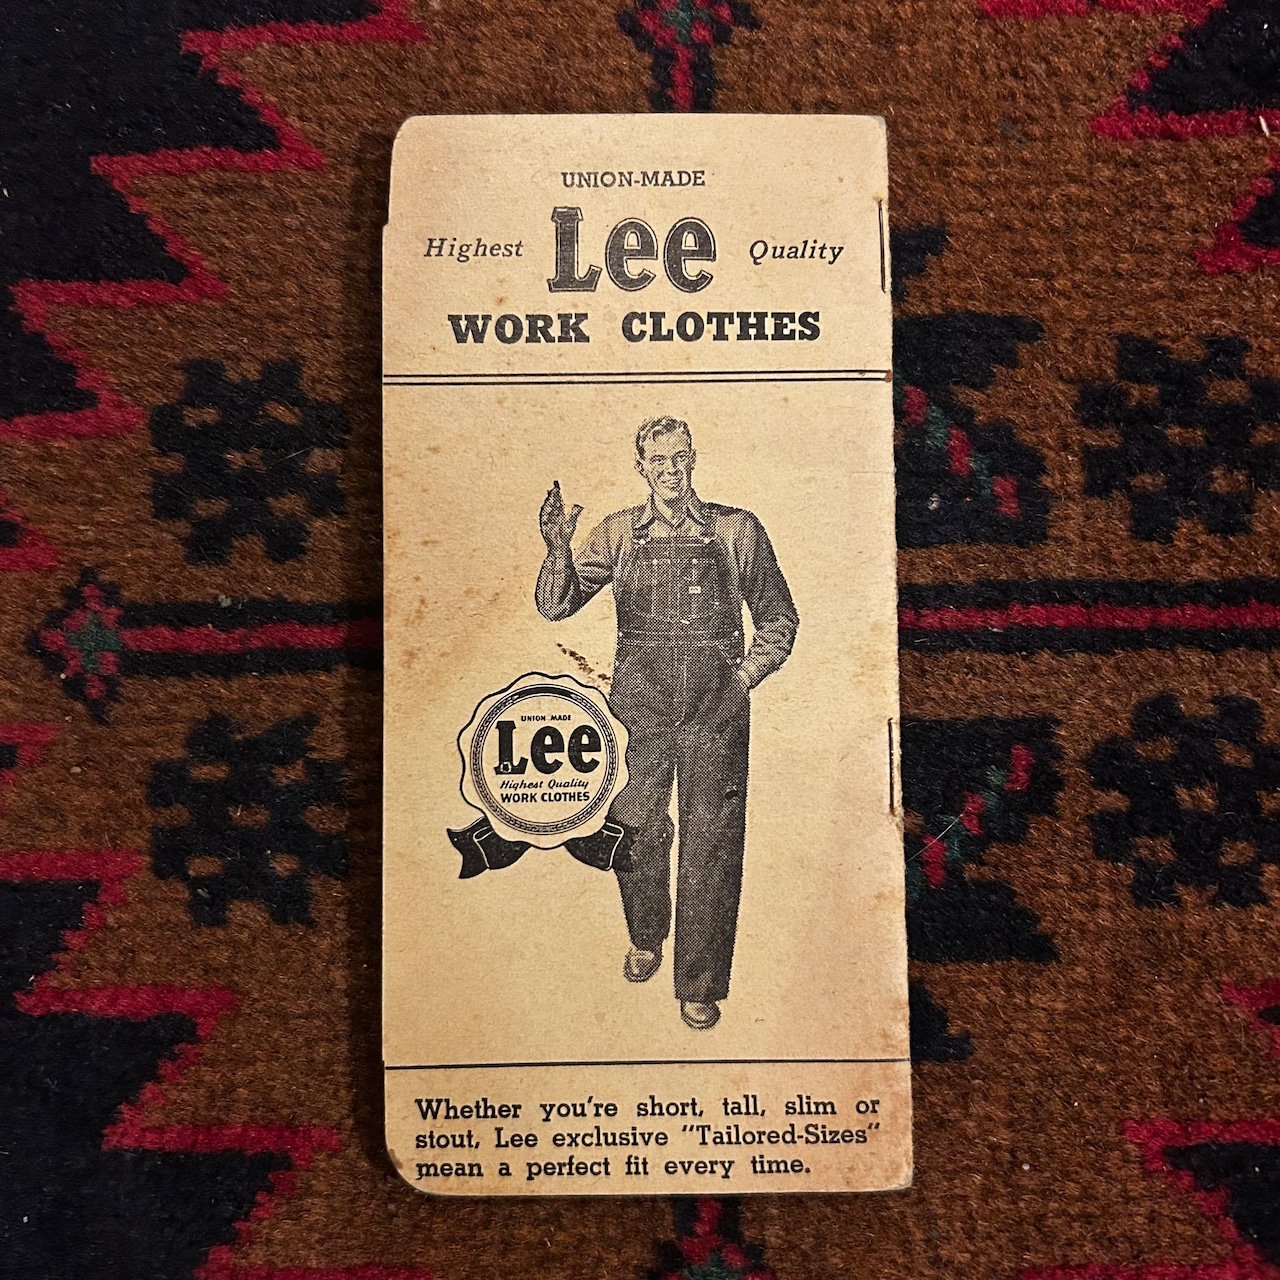 UNION-MADE
Highest Lee Quality
WORK CLOTHES
UNION MADE
Lee
Highest Quality
WORK CLOTHES
Whether you're short, tall, slim or
stout, Lee exclusive "Tailored-Sizes"
mean a perfect fit every time.